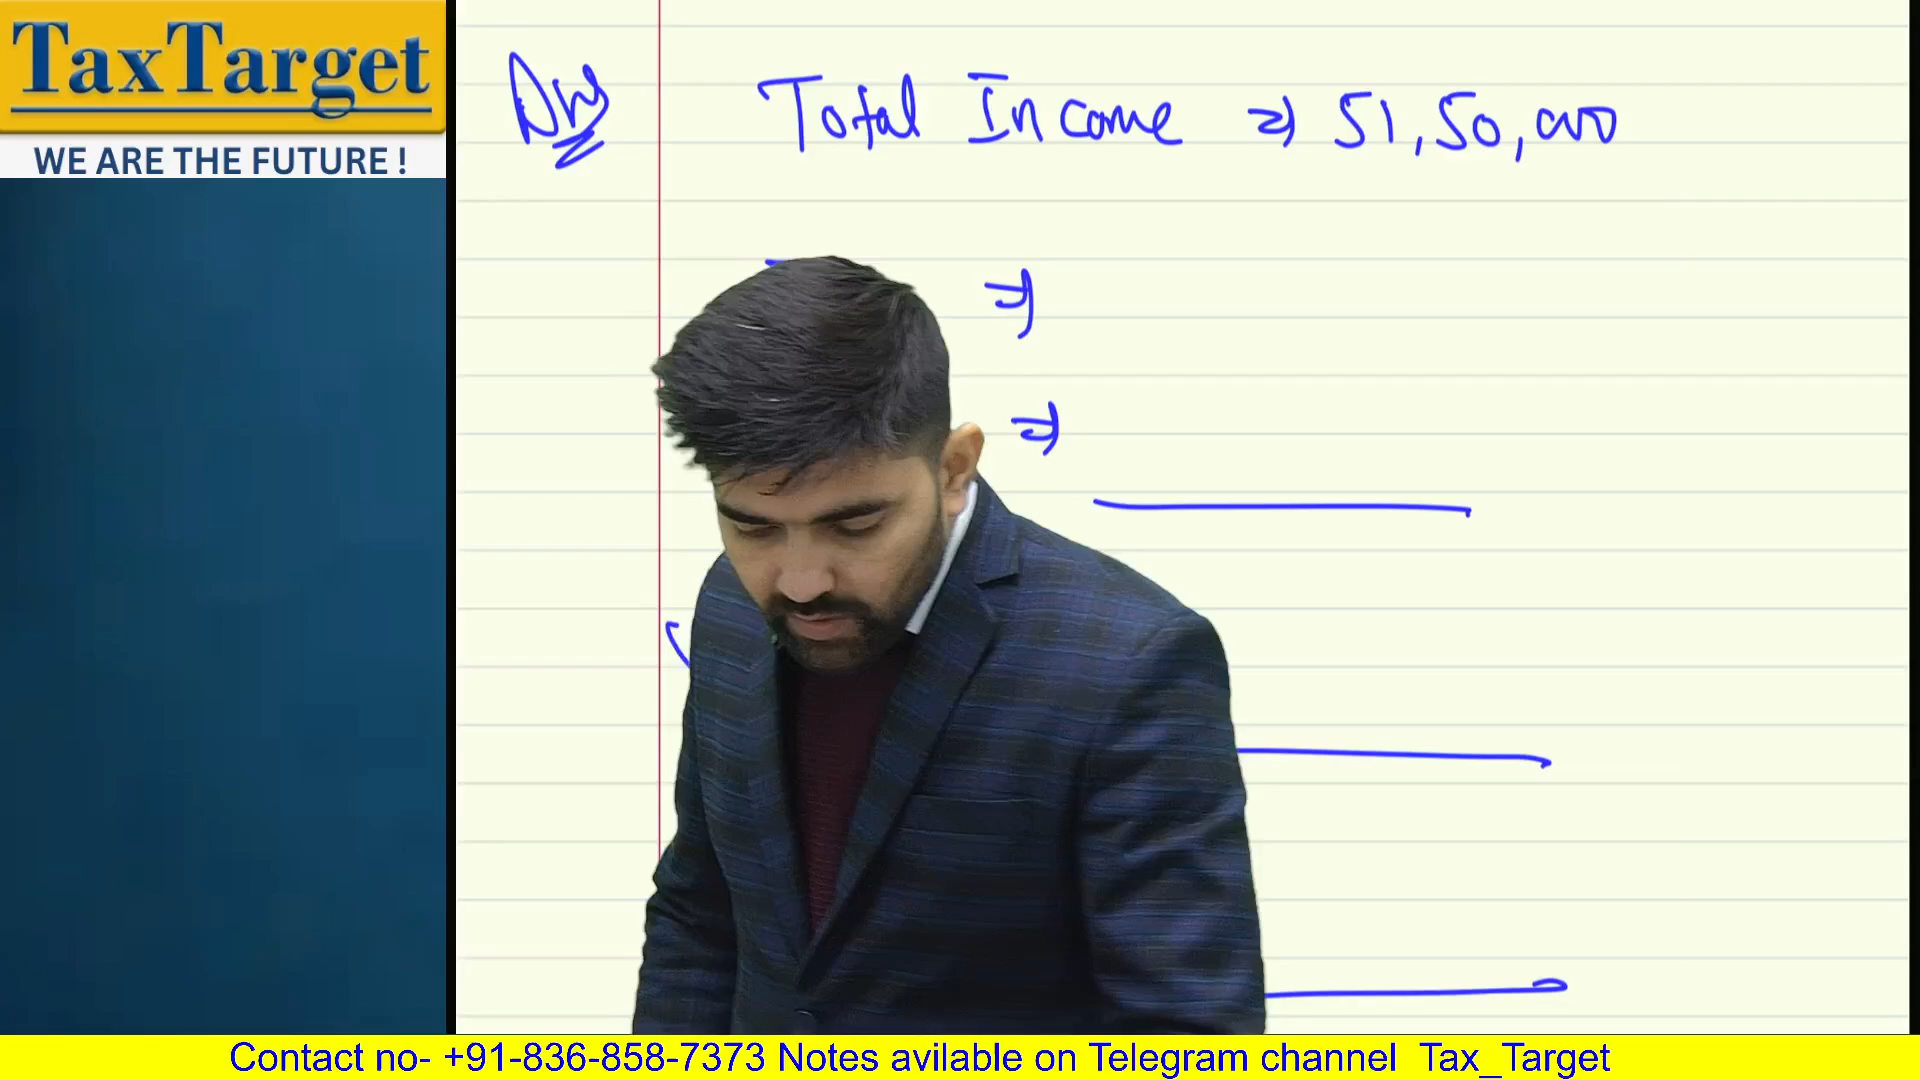 TaxTarget
WE ARE THE FUTURE !
Ans Total Income => 51,50,000
=>
=>
Contact no- +91-836-858-7373 Notes avilable on Telegram channel Tax_Target